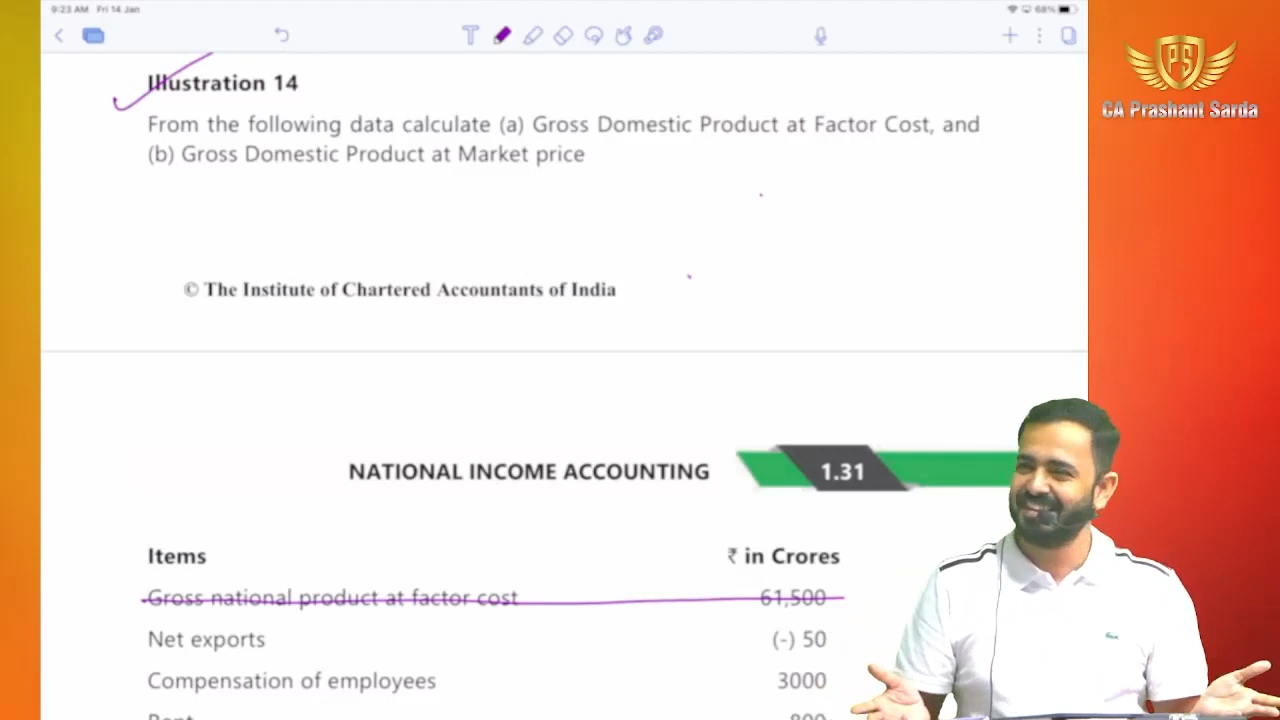 9:23 AM Fri 14 Jan
68%
PS
CA Prashant Sarda
Illustration 14
From the following data calculate (a) Gross Domestic Product at Factor Cost, and
(b) Gross Domestic Product at Market price
© The Institute of Chartered Accountants of India
NATIONAL INCOME ACCOUNTING 1.31
Items ₹ in Crores
Gross national product at factor cost 61,500
Net exports (-) 50
Compensation of employees 3000
Rent 800